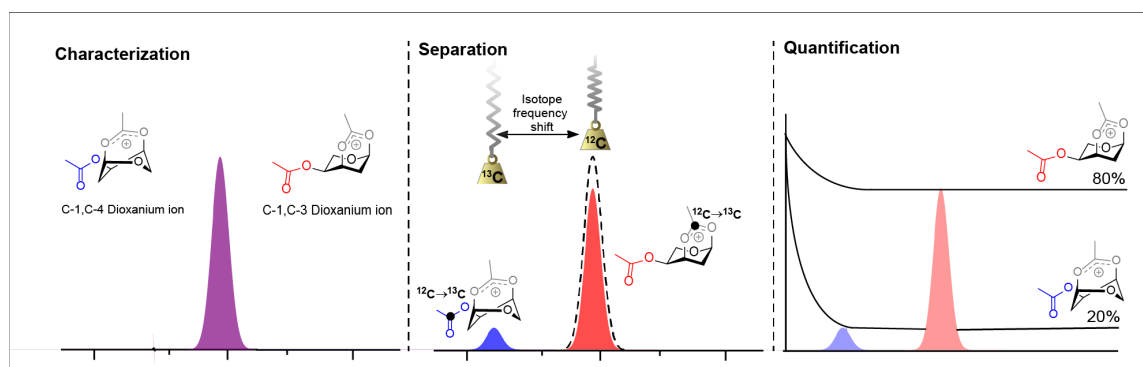 Characterization
O
O
⊕
O
O
O
C-1,C-4 Dioxanium ion
O
O
⊕
O
O
O
C-1,C-3 Dioxanium ion
Separation
Isotope
frequency
shift
¹³C
¹²C
¹²C→¹³C
O
O
⊕
O
O
O
¹²C→¹³C
O
O
⊕
O
O
O
Quantification
O
O
⊕
O
O
O
80%
O
O
⊕
O
O
O
20%